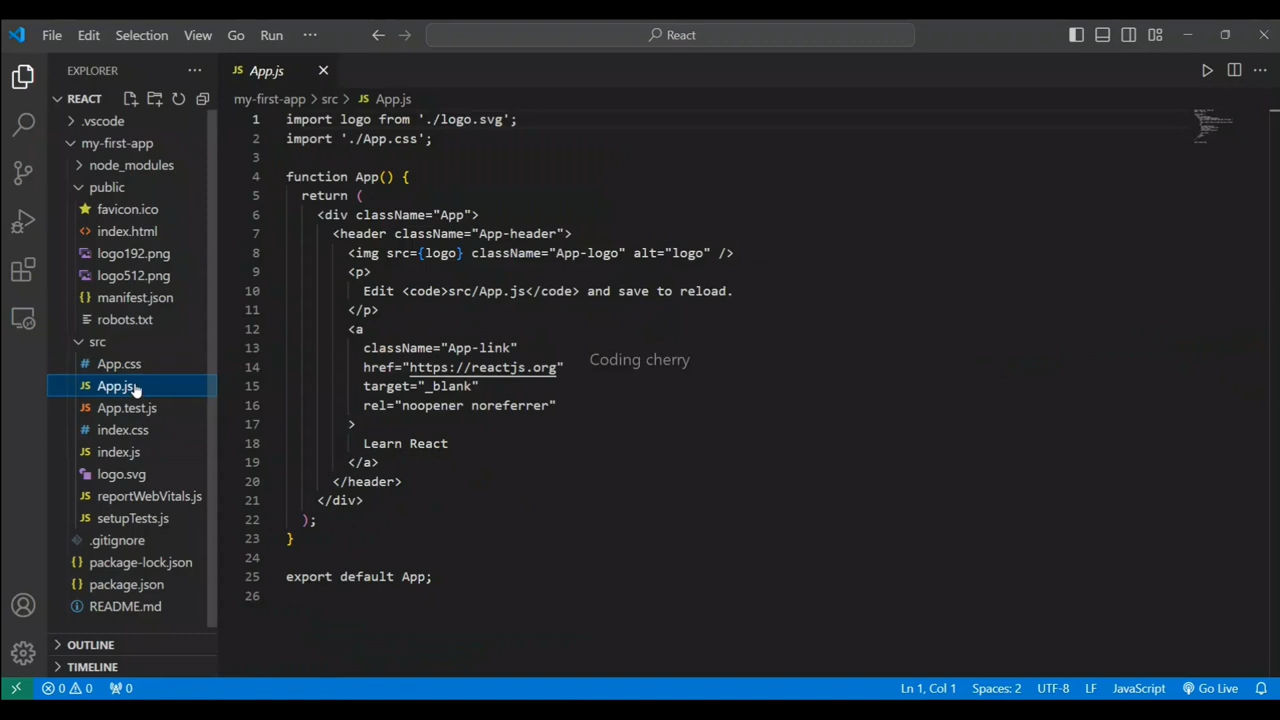 File Edit Selection View Go Run ··· React
EXPLORER ···
JS App.js
REACT
my-first-app > src > JS App.js
.vscode
my-first-app
node_modules
public
favicon.ico
<> index.html
logo192.png
logo512.png
{} manifest.json
robots.txt
src
# App.css
JS App.js
JS App.test.js
# index.css
JS index.js
logo.svg
JS reportWebVitals.js
JS setupTests.js
.gitignore
{} package-lock.json
{} package.json
README.md
OUTLINE
TIMELINE
1 import logo from './logo.svg';
2 import './App.css';
3
4 function App() {
5 return (
6 <div className="App">
7 <header className="App-header">
8 <img src={logo} className="App-logo" alt="logo" />
9 <p>
10 Edit <code>src/App.js</code> and save to reload.
11 </p>
12 <a
13 className="App-link"
14 href="https://reactjs.org"
15 target="_blank"
16 rel="noopener noreferrer"
17 >
18 Learn React
19 </a>
20 </header>
21 </div>
22 );
23 }
24
25 export default App;
26
Coding cherry
0 0 0 Ln 1, Col 1 Spaces: 2 UTF-8 LF JavaScript Go Live